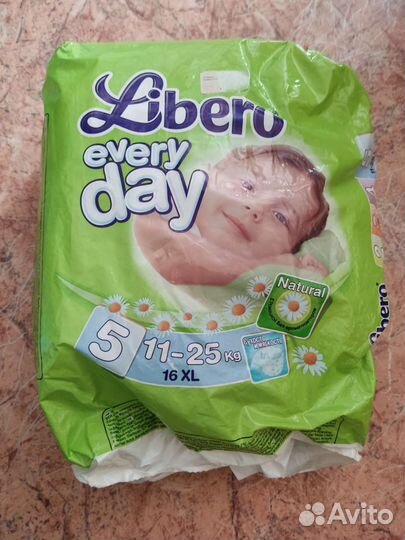 Libero
every
day
Natural
5
11-25 Kg
16 XL
Libero
Avito